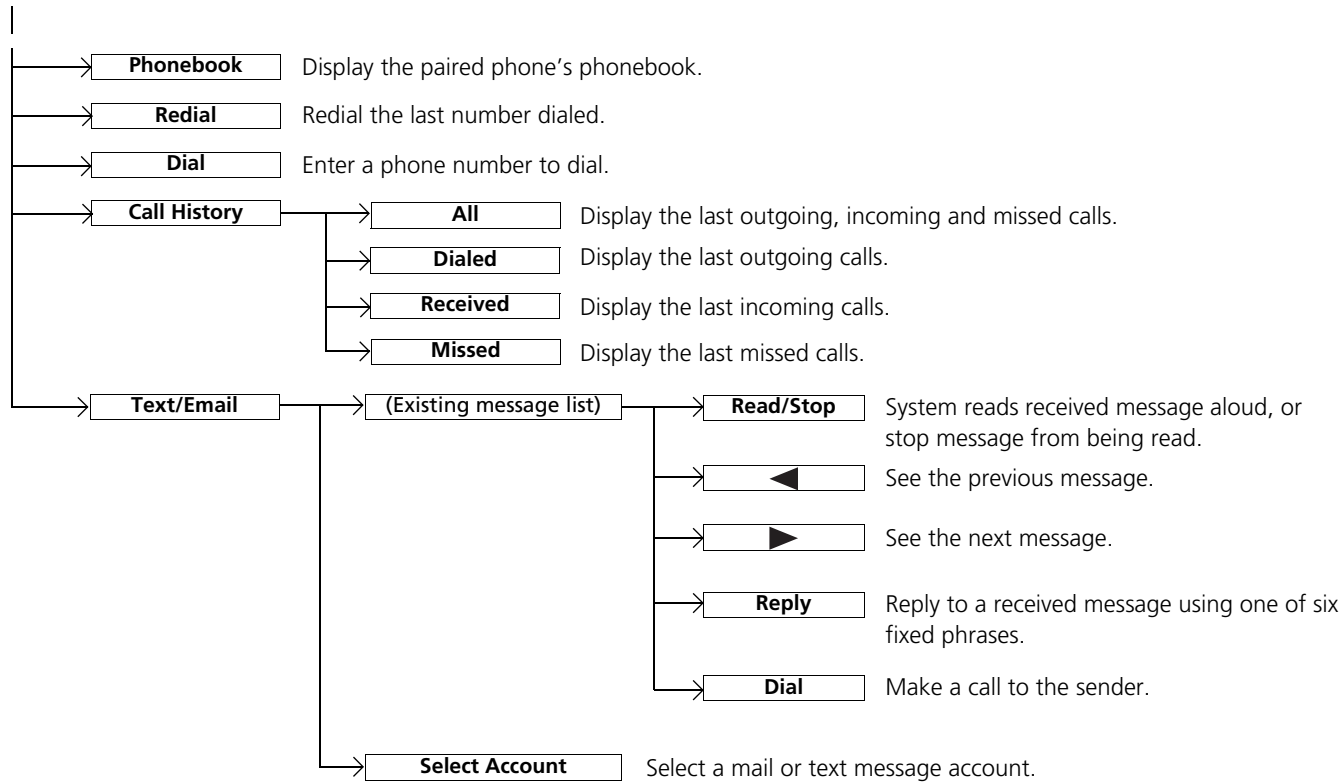 Phonebook Display the paired phone’s phonebook.
Redial Redial the last number dialed.
Dial Enter a phone number to dial.
Call History All Display the last outgoing, incoming and missed calls.
Dialed Display the last outgoing calls.
Received Display the last incoming calls.
Missed Display the last missed calls.
Text/Email (Existing message list) Read/Stop System reads received message aloud, or
stop message from being read.
See the previous message.
See the next message.
Reply Reply to a received message using one of six
fixed phrases.
Dial Make a call to the sender.
Select Account Select a mail or text message account.